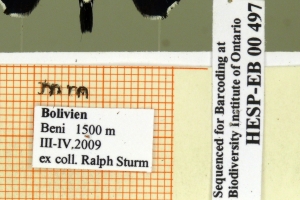 mm
Bolivien
Beni 1500 m
III-IV,2009
ex coll. Ralph Sturm
Sequenced for Barcoding at
Biodiversity Institute of Ontario
HESP-EB 00 497